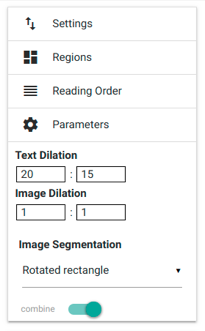 Settings
Regions
Reading Order
Parameters
Text Dilation
20 : 15
Image Dilation
1 : 1
Image Segmentation
Rotated rectangle
combine